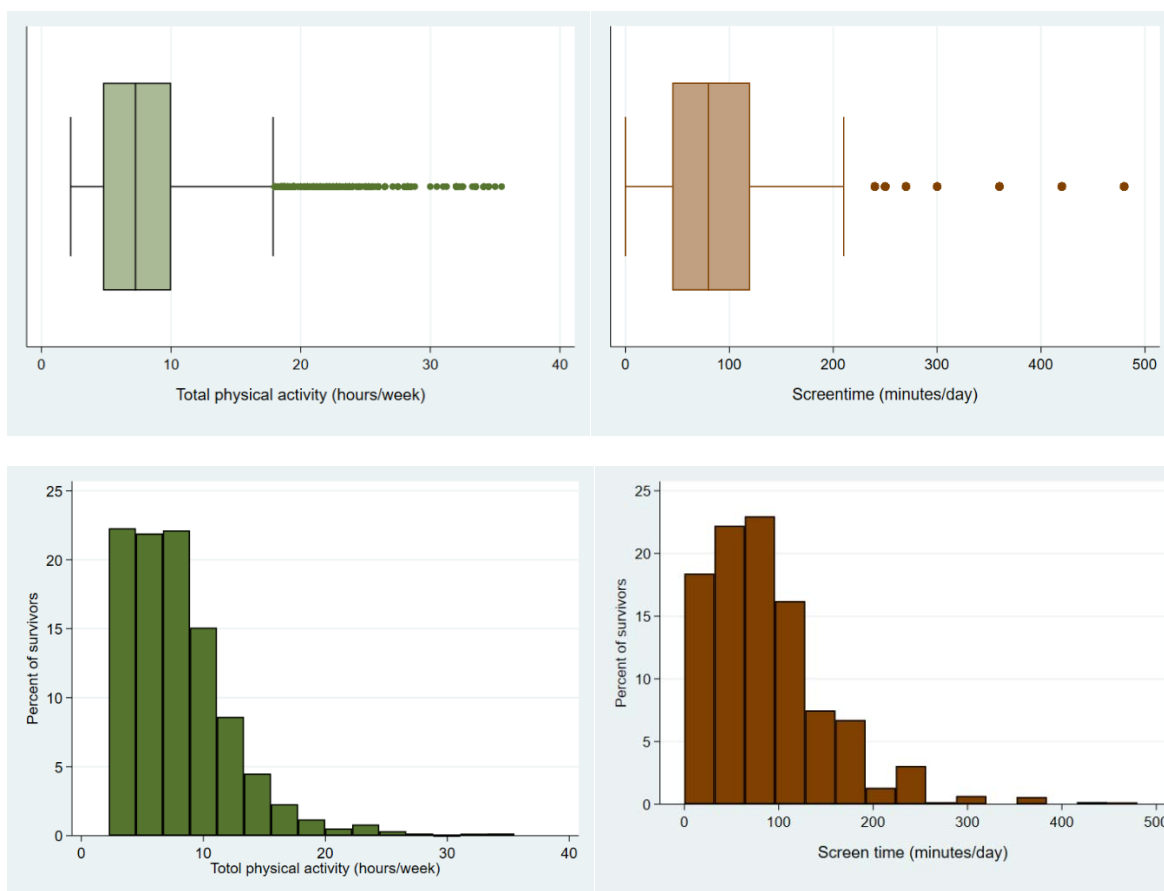 0 10 20 30 40
Total physical activity (hours/week)
0 100 200 300 400 500
Screentime (minutes/day)
25
20
15
10
5
0
Percent of survivors
0 10 20 30 40
Totol physical activity (hours/week)
25
20
15
10
5
0
Percent of survivors
0 100 200 300 400 500
Screen time (minutes/day)